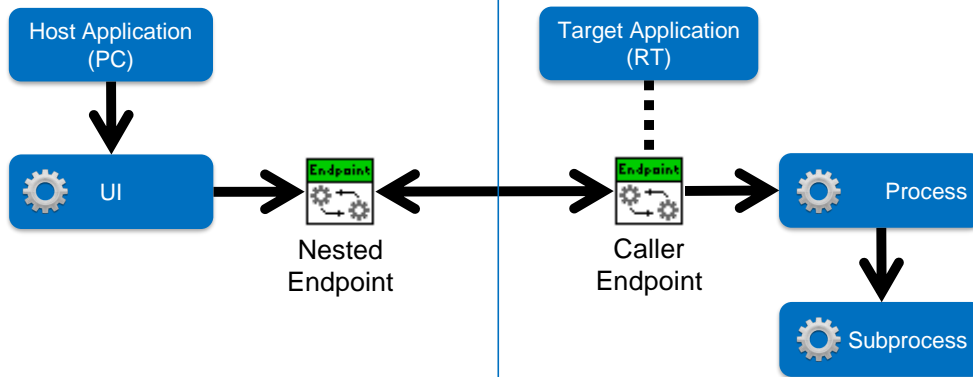 Host Application
(PC)
Target Application
(RT)
UI
Endpoint
Endpoint
Process
Nested
Endpoint
Caller
Endpoint
Subprocess